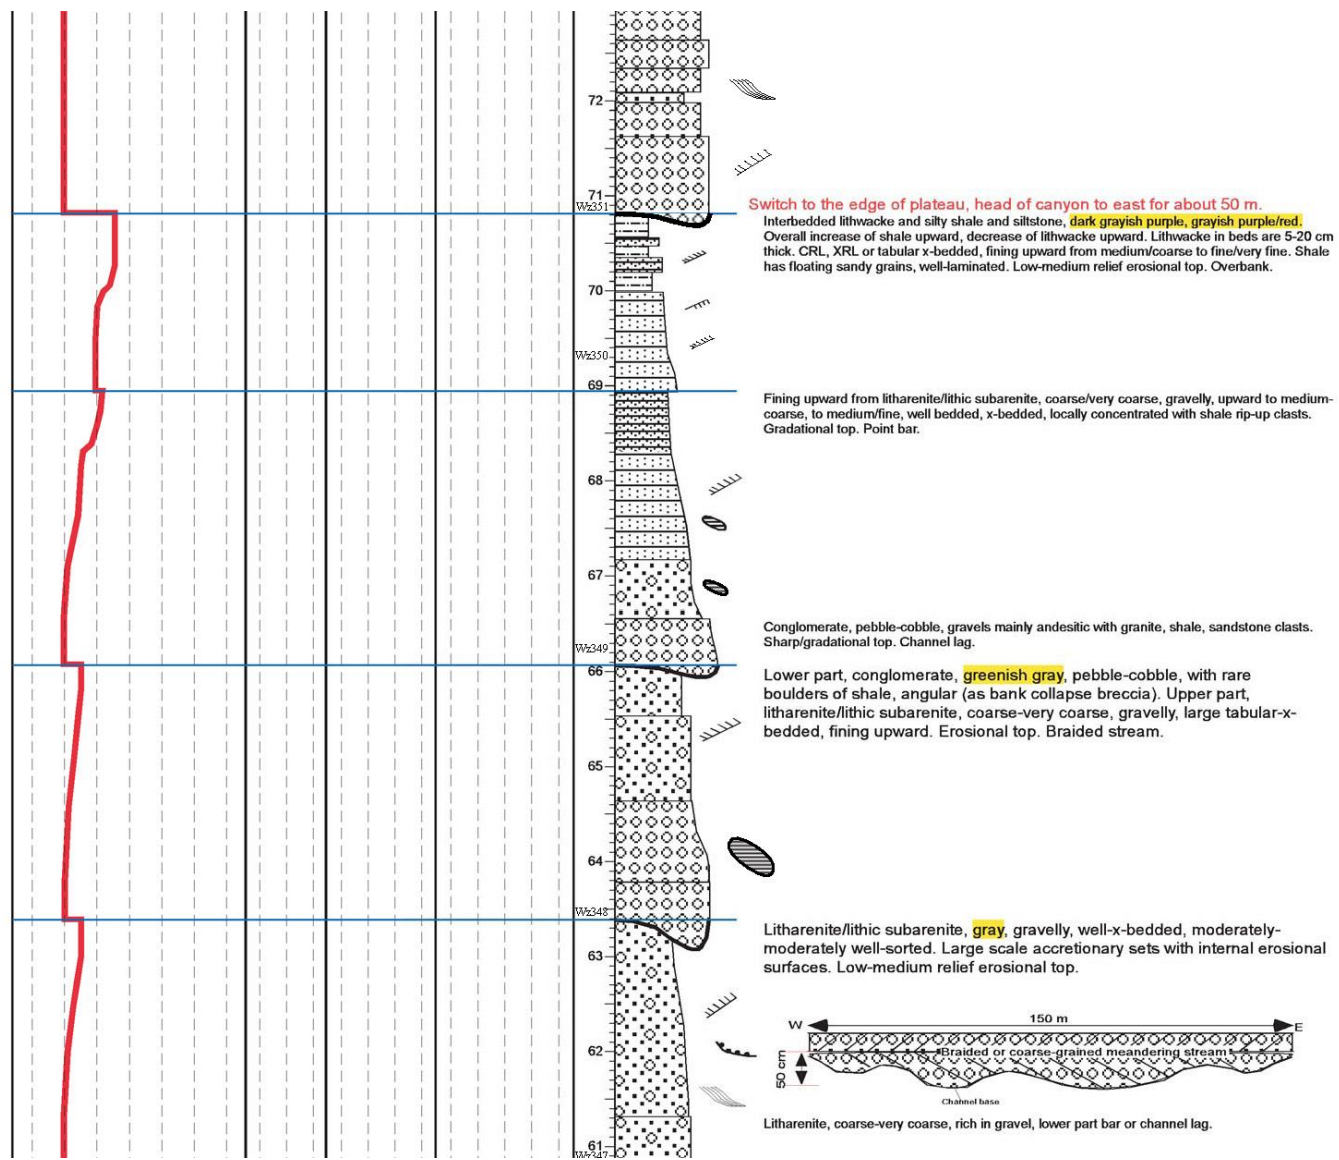 72
71
Wz351
Switch to the edge of plateau, head of canyon to east for about 50 m.
Interbedded lithwacke and silty shale and siltstone, dark grayish purple, grayish purple/red.
Overall increase of shale upward, decrease of lithwacke upward. Lithwacke in beds are 5-20 cm
thick. CRL, XRL or tabular x-bedded, fining upward from medium/coarse to fine/very fine. Shale
has floating sandy grains, well-laminated. Low-medium relief erosional top. Overbank.
70
Wz350
69
Fining upward from litharenite/lithic subarenite, coarse/very coarse, gravelly, upward to medium-
coarse, to medium/fine, well bedded, x-bedded, locally concentrated with shale rip-up clasts.
Gradational top. Point bar.
68
67
Conglomerate, pebble-cobble, gravels mainly andesitic with granite, shale, sandstone clasts.
Sharp/gradational top. Channel lag.
Wz349
66
Lower part, conglomerate, greenish gray, pebble-cobble, with rare
boulders of shale, angular (as bank collapse breccia). Upper part,
litharenite/lithic subarenite, coarse-very coarse, gravelly, large tabular-x-
bedded, fining upward. Erosional top. Braided stream.
65
64
Wz348
Litharenite/lithic subarenite, gray, gravelly, well-x-bedded, moderately-
moderately well-sorted. Large scale accretionary sets with internal erosional
surfaces. Low-medium relief erosional top.
63
W 150 m E
62
Braided or coarse-grained meandering stream
50 cm
Channel base
Litharenite, coarse-very coarse, rich in gravel, lower part bar or channel lag.
61
Wz347